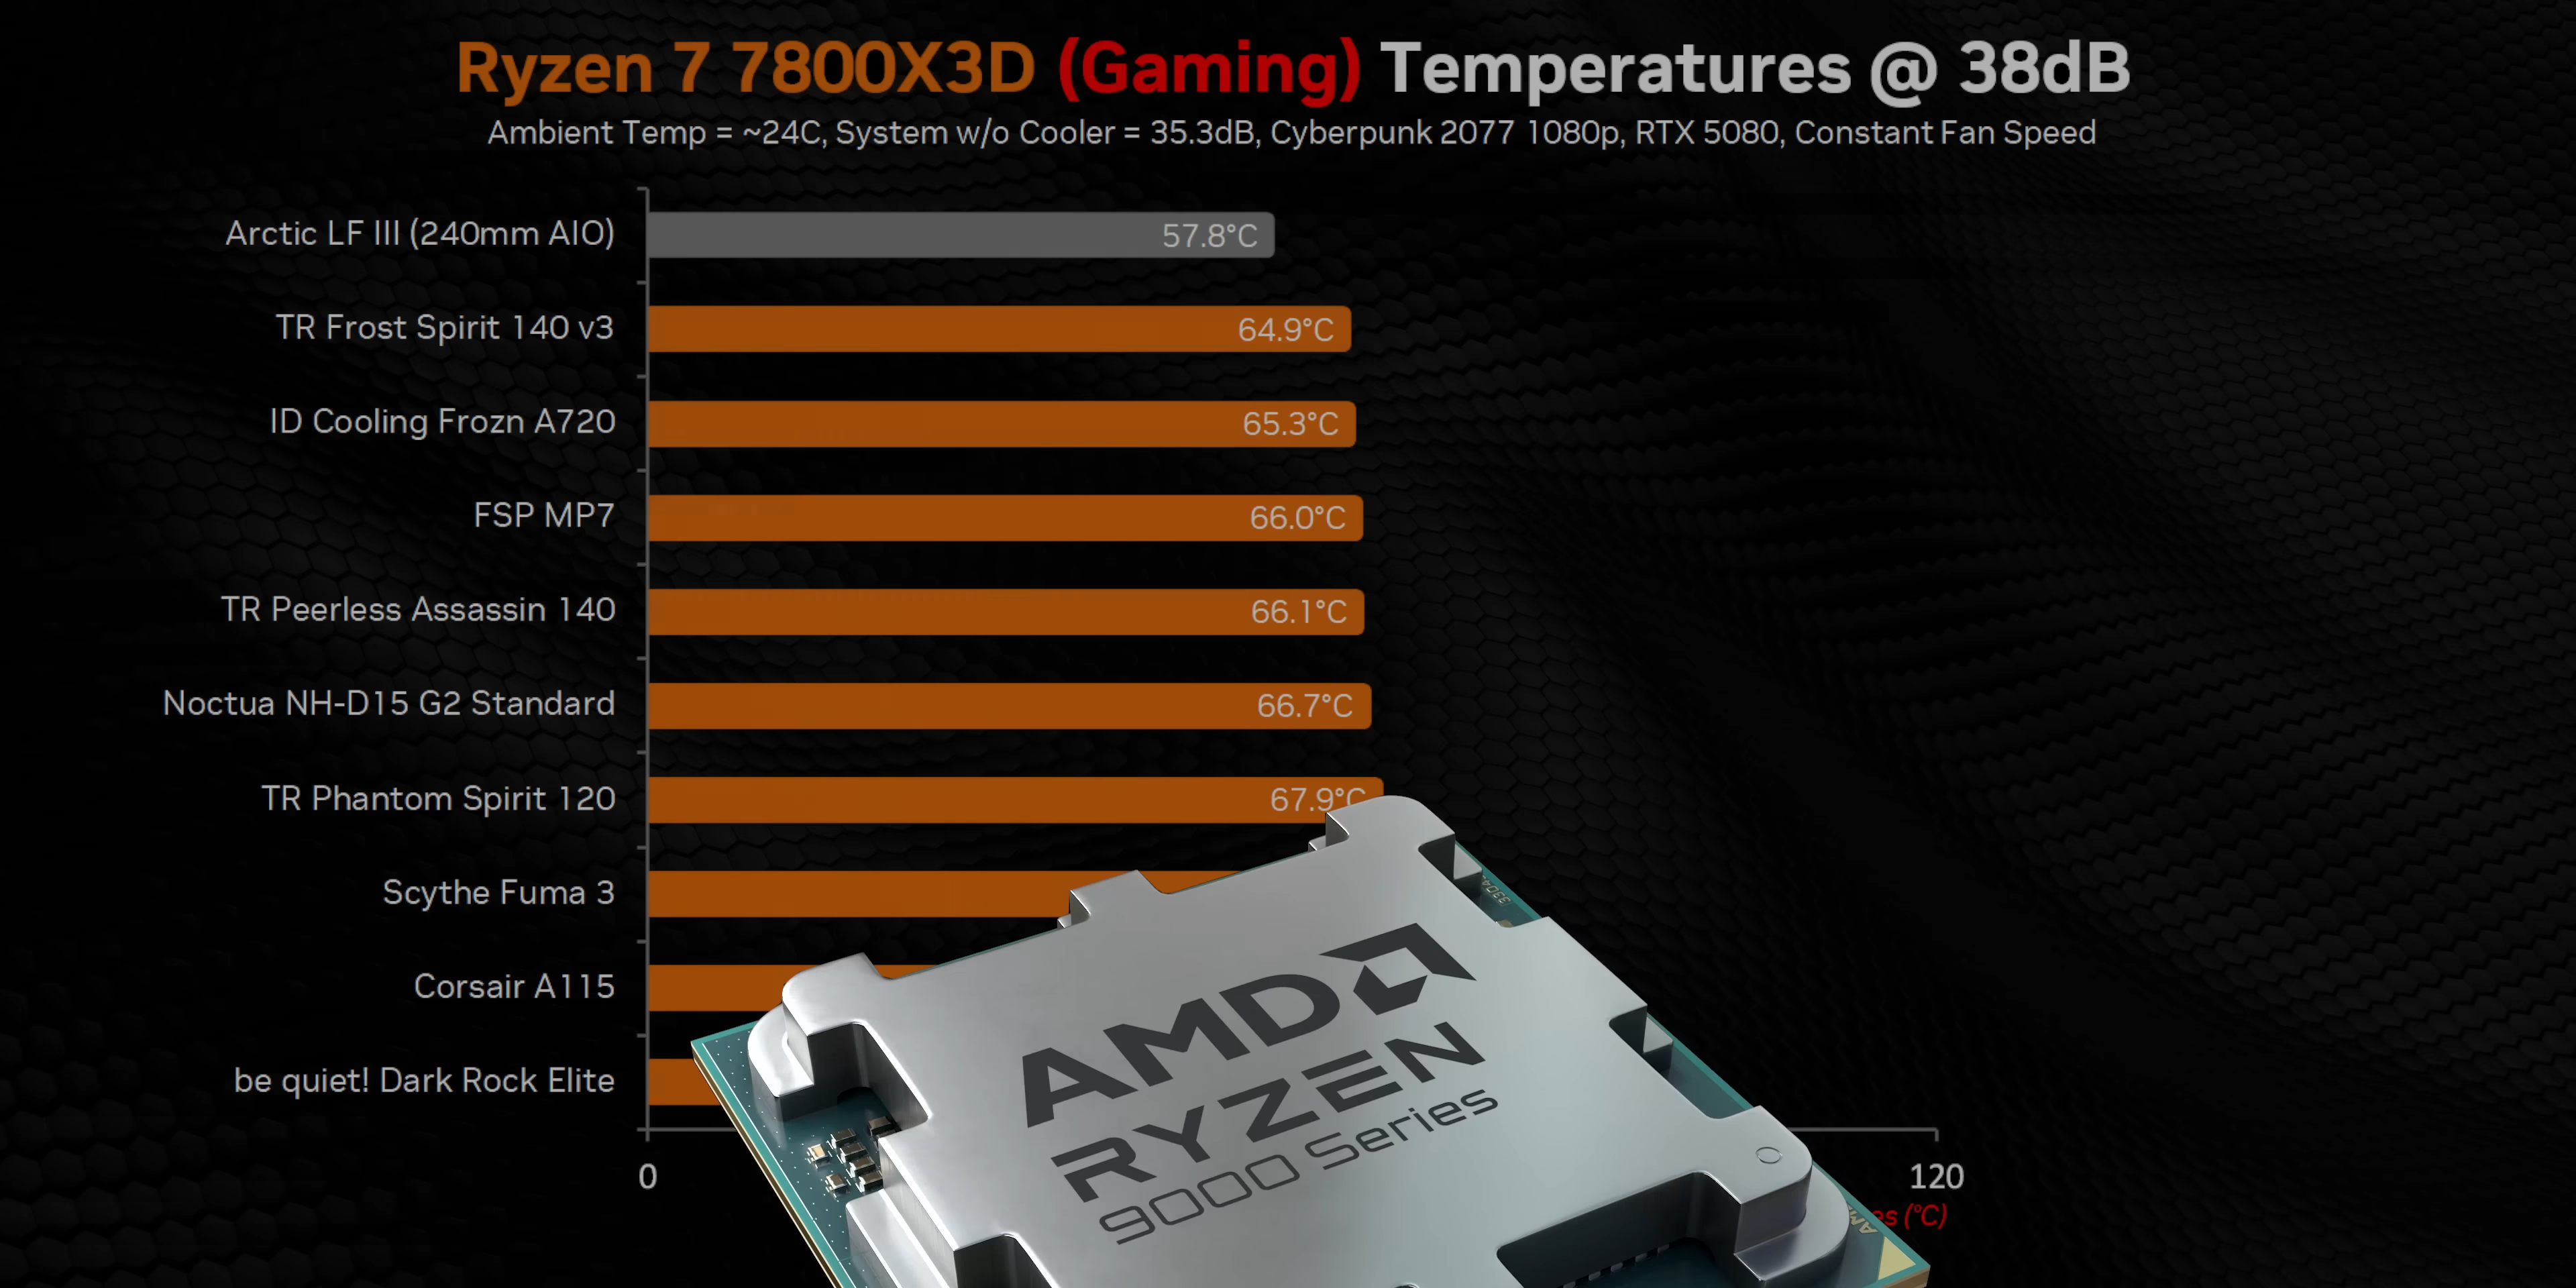 Ryzen 7 7800X3D (Gaming) Temperatures @ 38dB
Ambient Temp = ~24C, System w/o Cooler = 35.3dB, Cyberpunk 2077 1080p, RTX 5080, Constant Fan Speed
Arctic LF III (240mm AIO) 57.8°C
TR Frost Spirit 140 v3 64.9°C
ID Cooling Frozn A720 65.3°C
FSP MP7 66.0°C
TR Peerless Assassin 140 66.1°C
Noctua NH-D15 G2 Standard 66.7°C
TR Phantom Spirit 120 67.9°C
Scythe Fuma 3
Corsair A115
be quiet! Dark Rock Elite
0 120
(°C)
AMD
RYZEN
9000 Series